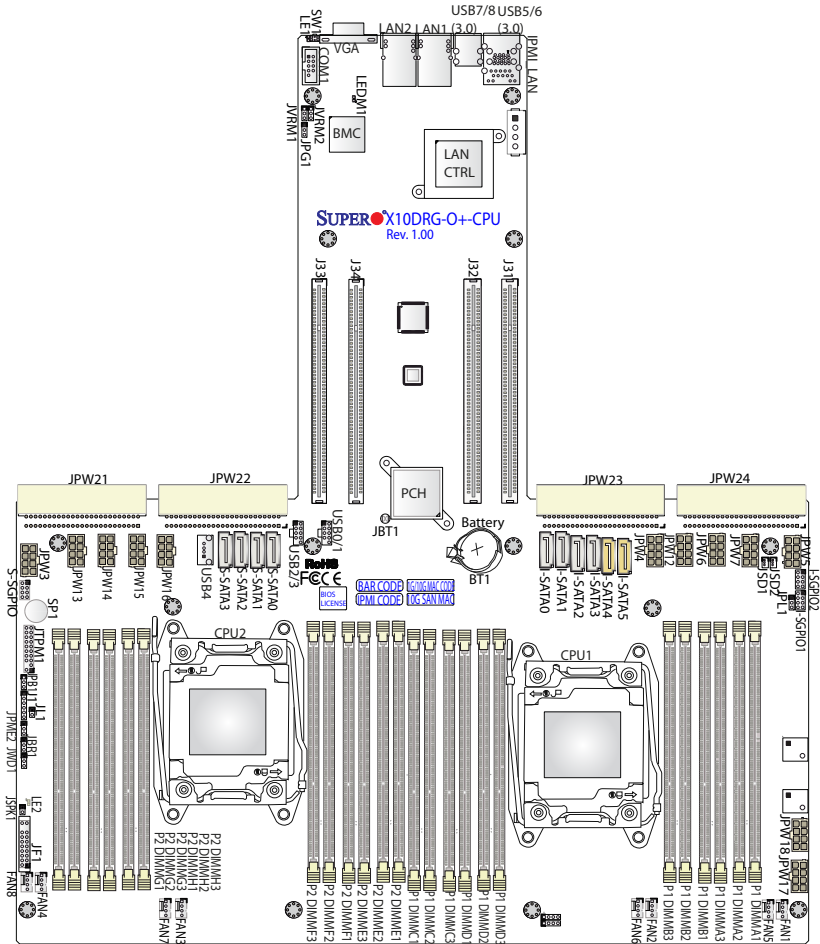 USB7/8 USB5/6
(3.0) (3.0)
LAN2 LAN1
SW1
LE1
VGA
COM1
IPMI LAN
LEDM1
JVRM1
JVRM2
JPG1
BMC
LAN
CTRL
SUPER X10DRG-O+-CPU
Rev. 1.00
J33
J34
J32
J31
PCH
JBT1
Battery
BT1
JPW21
JPW22
JPW23
JPW24
JPW3
JPW13
JPW14
JPW15
JPW16
USB4
S-SATA3
S-SATA2
S-SATA1
S-SATA0
USB2/3
USB0/1
RoHS
FC CE
BIOS
LICENSE
BAR CODE
1G/10G MAC CODE
IPMI CODE
10G SAN MAC
I-SATA0
I-SATA1
I-SATA2
I-SATA3
I-SATA4
I-SATA5
JPW4
JPW12
JPW6
JPW7
JSD1
JPW5
JPL1
I-SGPIO2
I-SGPIO1
S-SGPIO
SP1
JTPM1
CPU2
CPU1
JL1
JPME2
JWD1
JBR1
LE2
JSPK1
JF1
FAN8
FAN4
FAN7
FAN3
P2 DIMMG1
P2 DIMMG2
P2 DIMMG3
P2 DIMMH1
P2 DIMMH2
P2 DIMMH3
P2 DIMMF3
P2 DIMMF2
P2 DIMMF1
P2 DIMME3
P2 DIMME2
P2 DIMME1
P1 DIMMC1
P1 DIMMC2
P1 DIMMC3
P1 DIMMD1
P1 DIMMD2
P1 DIMMD3
P1 DIMMB3
P1 DIMMB2
P1 DIMMB1
P1 DIMMA3
P1 DIMMA2
P1 DIMMA1
FAN6
FAN2
FAN5
FAN1
JPW18
JPW17